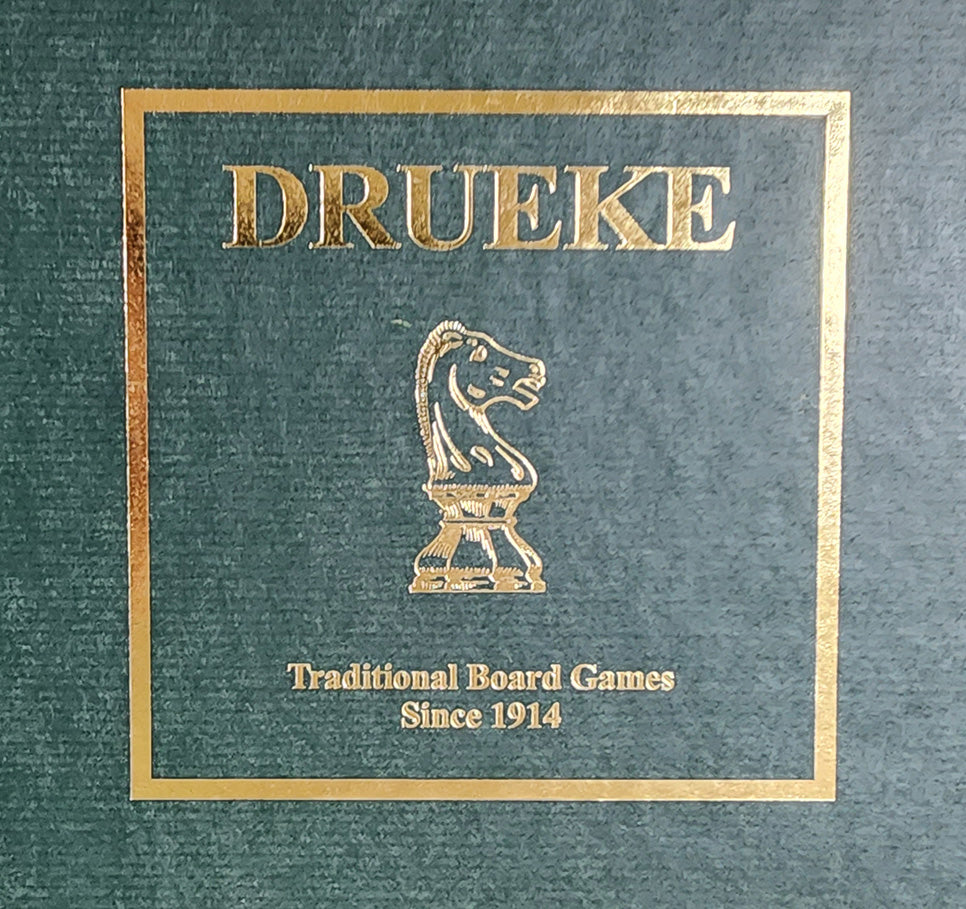 DRUEKE
Traditional Board Games
Since 1914